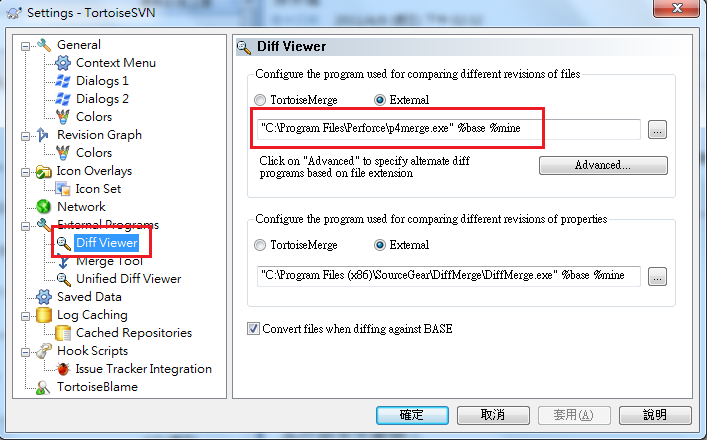 Settings - TortoiseSVN
General
Context Menu
Dialogs 1
Dialogs 2
Colors
Revision Graph
Colors
Icon Overlays
Icon Set
Network
External Programs
Diff Viewer
Merge Tool
Unified Diff Viewer
Saved Data
Log Caching
Cached Repositories
Hook Scripts
Issue Tracker Integration
TortoiseBlame
Diff Viewer
Configure the program used for comparing different revisions of files
TortoiseMerge External
"C:\Program Files\Perforce\p4merge.exe" %base %mine ...
Click on "Advanced" to specify alternate diff
programs based on file extension
Advanced...
Configure the program used for comparing different revisions of properties
TortoiseMerge External
"C:\Program Files (x86)\SourceGear\DiffMerge\DiffMerge.exe" %base %mine ...
Convert files when diffing against BASE
確定 取消 套用(A) 說明